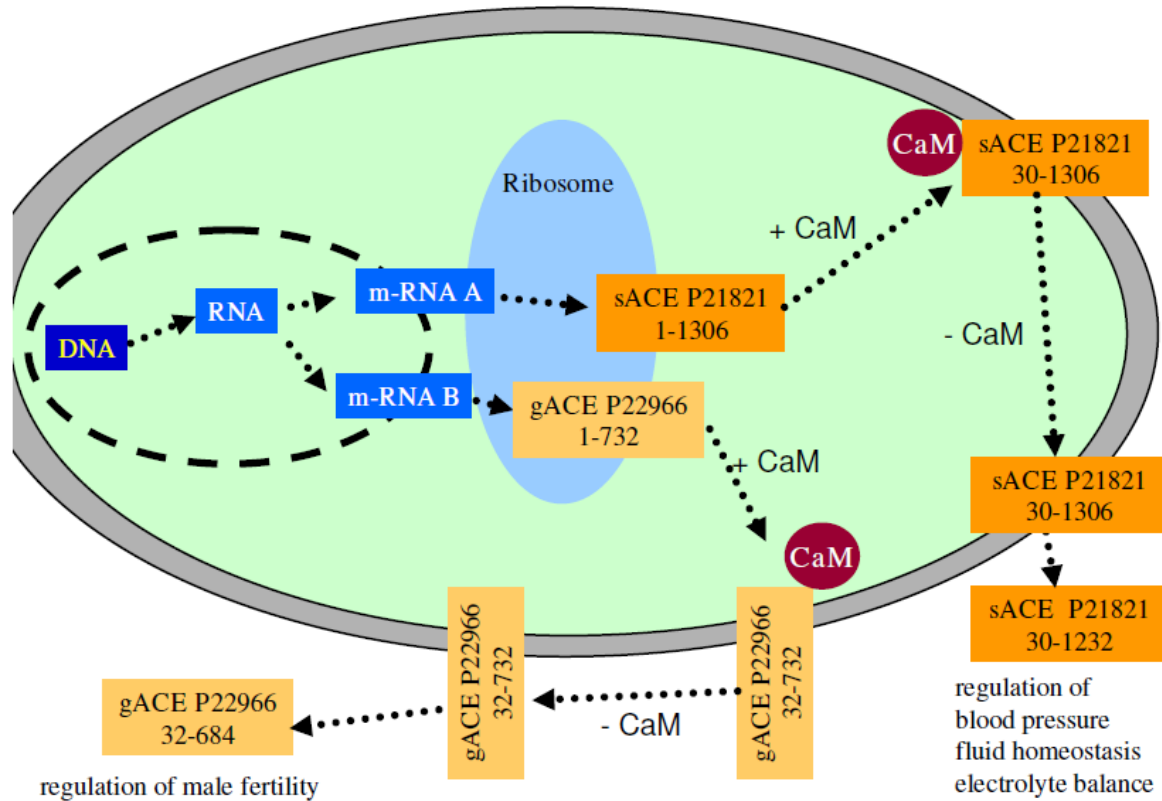 CaM
sACE P21821
30-1306
Ribosome
+ CaM
m-RNA A
RNA
sACE P21821
1-1306
DNA
- CaM
m-RNA B
gACE P22966
1-732
+ CaM
sACE P21821
30-1306
CaM
gACE P22966
32-732
gACE P22966
32-732
sACE P21821
30-1232
gACE P22966
32-684
- CaM
regulation of
blood pressure
fluid homeostasis
electrolyte balance
regulation of male fertility